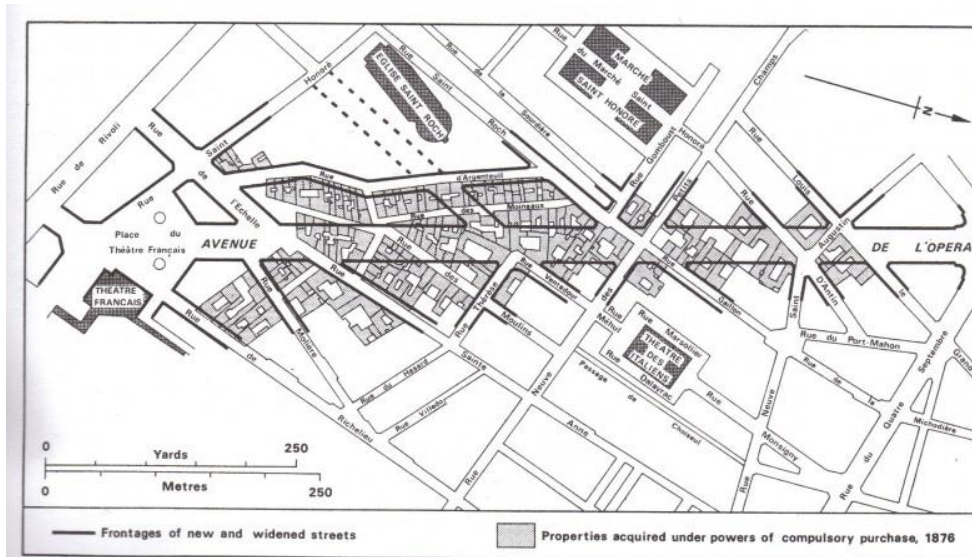 Rue de Rivoli
Rue Saint Honoré
EGLISE SAINT ROCH
Rue Saint Roch
Rue de la Sourdière
Rue du Marché Saint Honoré
MARCHE SAINT HONORE
Rue Gomboust
Champs
N
Rue de l'Echelle
Rue d'Argenteuil
Rue des Moineaux
Petits
Rue Louis
Augustin
Place du
Théâtre Français
AVENUE
DE L'OPERA
THEATRE
FRANCAIS
Rue des
Rue Thérèse
Rue Ventadour
Rue
des
Rue Gaillon
Saint
D'Antin
le
Rue Molière
Moulins
Rue Méhul
Rue Marsollier
THEATRE
DES
ITALIENS
Rue Dalayrac
Rue du Port-Mahon
Septembre
Grand
Rue de
Richelieu
Rue du Hasard
Rue Villedo
Sainte
Anne
Neuve
Rue
Passage de Choiseul
Rue Monsigny
Neuve
Rue
Rue de la
Michodière
Rue du Quatre
0 250
Yards
Metres
0 250
Frontages of new and widened streets
Properties acquired under powers of compulsory purchase, 1876